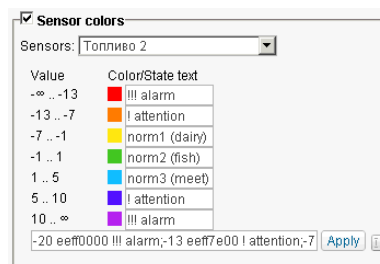 Sensor colors
Sensors: Топливо 2
Value Color/State text
-∞ .. -13 !!! alarm
-13 .. -7 ! attention
-7 .. -1 norm1 (dairy)
-1 .. 1 norm2 (fish)
1 .. 5 norm3 (meet)
5 .. 10 ! attention
10 .. ∞ !!! alarm
-20 eeff0000 !!! alarm;-13 eeff7e00 ! attention;-7 Apply i